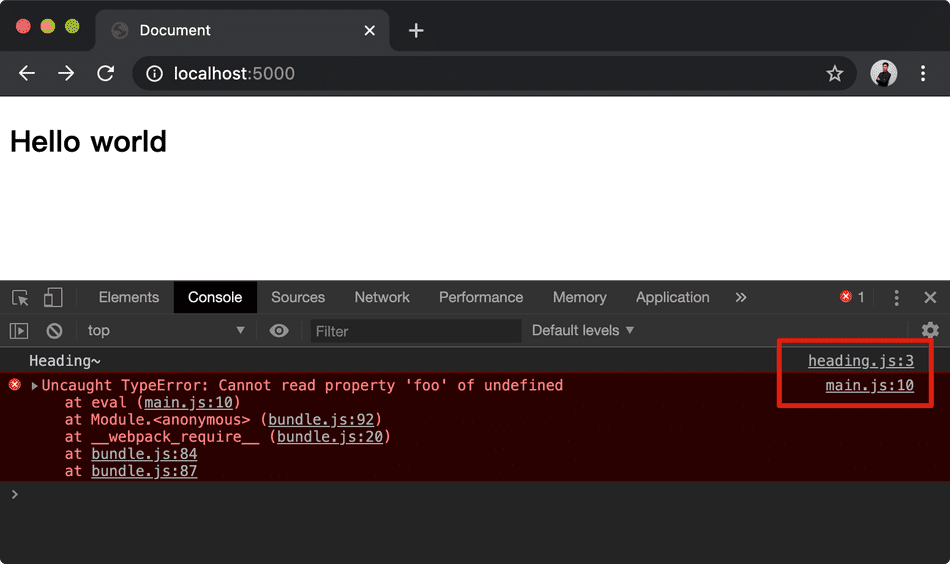 Document
localhost:5000
Hello world
Elements Console Sources Network Performance Memory Application » 1
top Filter Default levels
Heading~ heading.js:3
Uncaught TypeError: Cannot read property 'foo' of undefined main.js:10
at eval (main.js:10)
at Module.<anonymous> (bundle.js:92)
at __webpack_require__ (bundle.js:20)
at bundle.js:84
at bundle.js:87